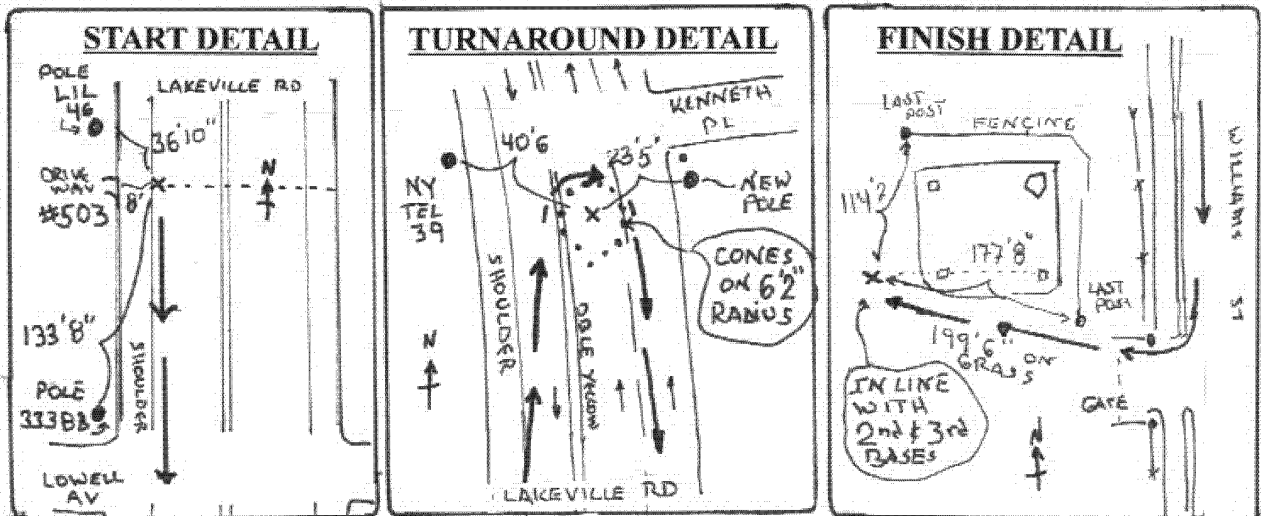 START DETAIL
POLE
LIL
46
LAKEVILLE RD
36'10"
DRIVE
WAY
#503
8'
N
133'8"
SHOULDER
POLE
333BB
LOWELL
AV
TURNAROUND DETAIL
KENNETH
PL
40'6
23'5"
NY
TEL
39
NEW
POLE
SHOULDER
DBLE YELLOW
CONES
ON 6'2"
RADIUS
N
LAKEVILLE RD
FINISH DETAIL
LAST
POST
FENCING
WILLIAMS ST
177'8"
LAST
POST
199'6" ON
GRASS
IN LINE
WITH
2nd & 3rd
BASES
GATE
N